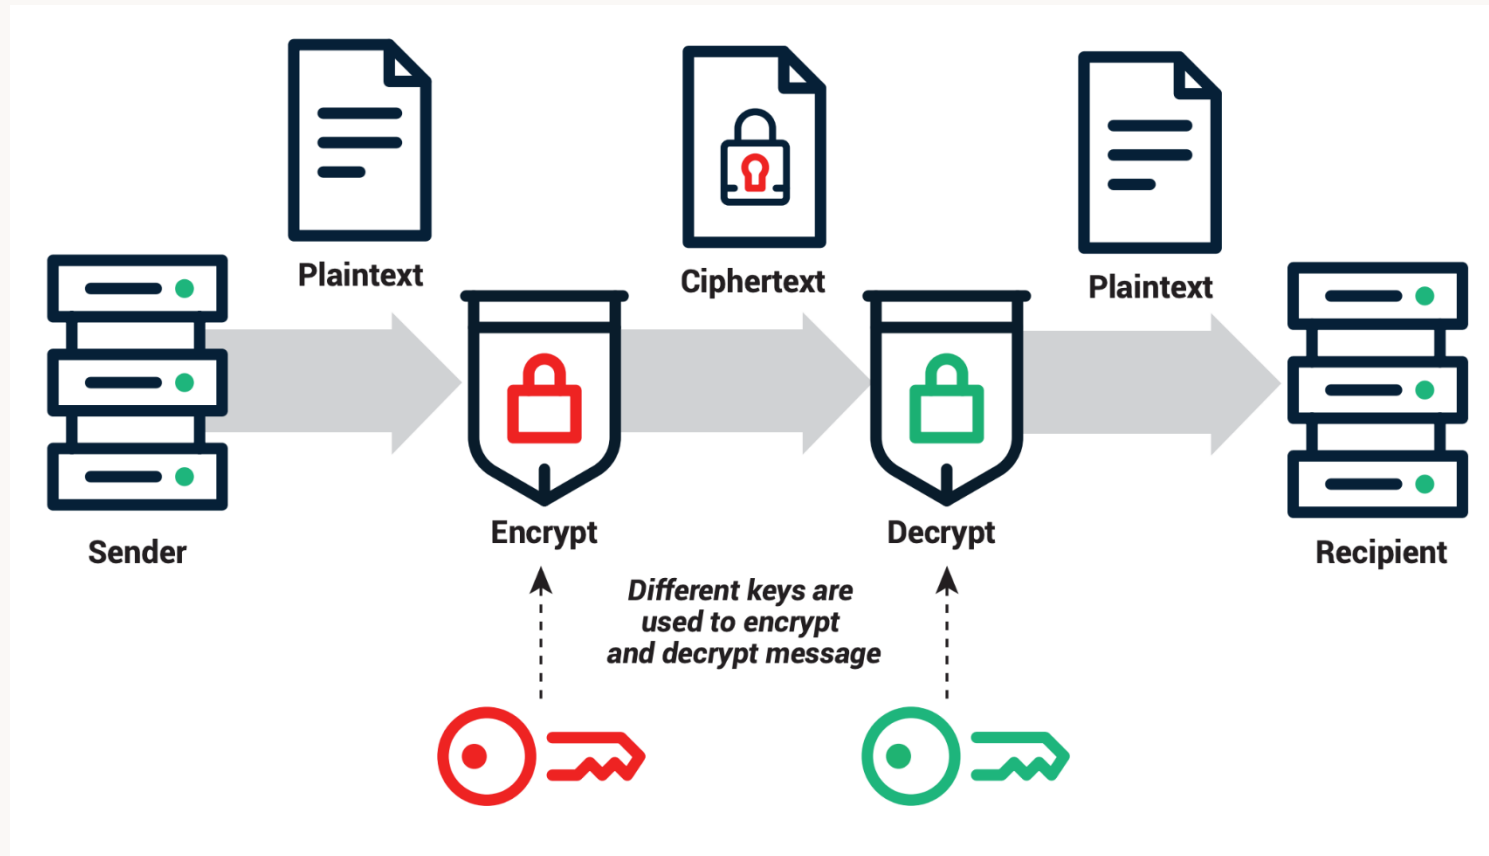 Plaintext
Ciphertext
Plaintext
Sender
Encrypt
Decrypt
Recipient
Different keys are
used to encrypt
and decrypt message